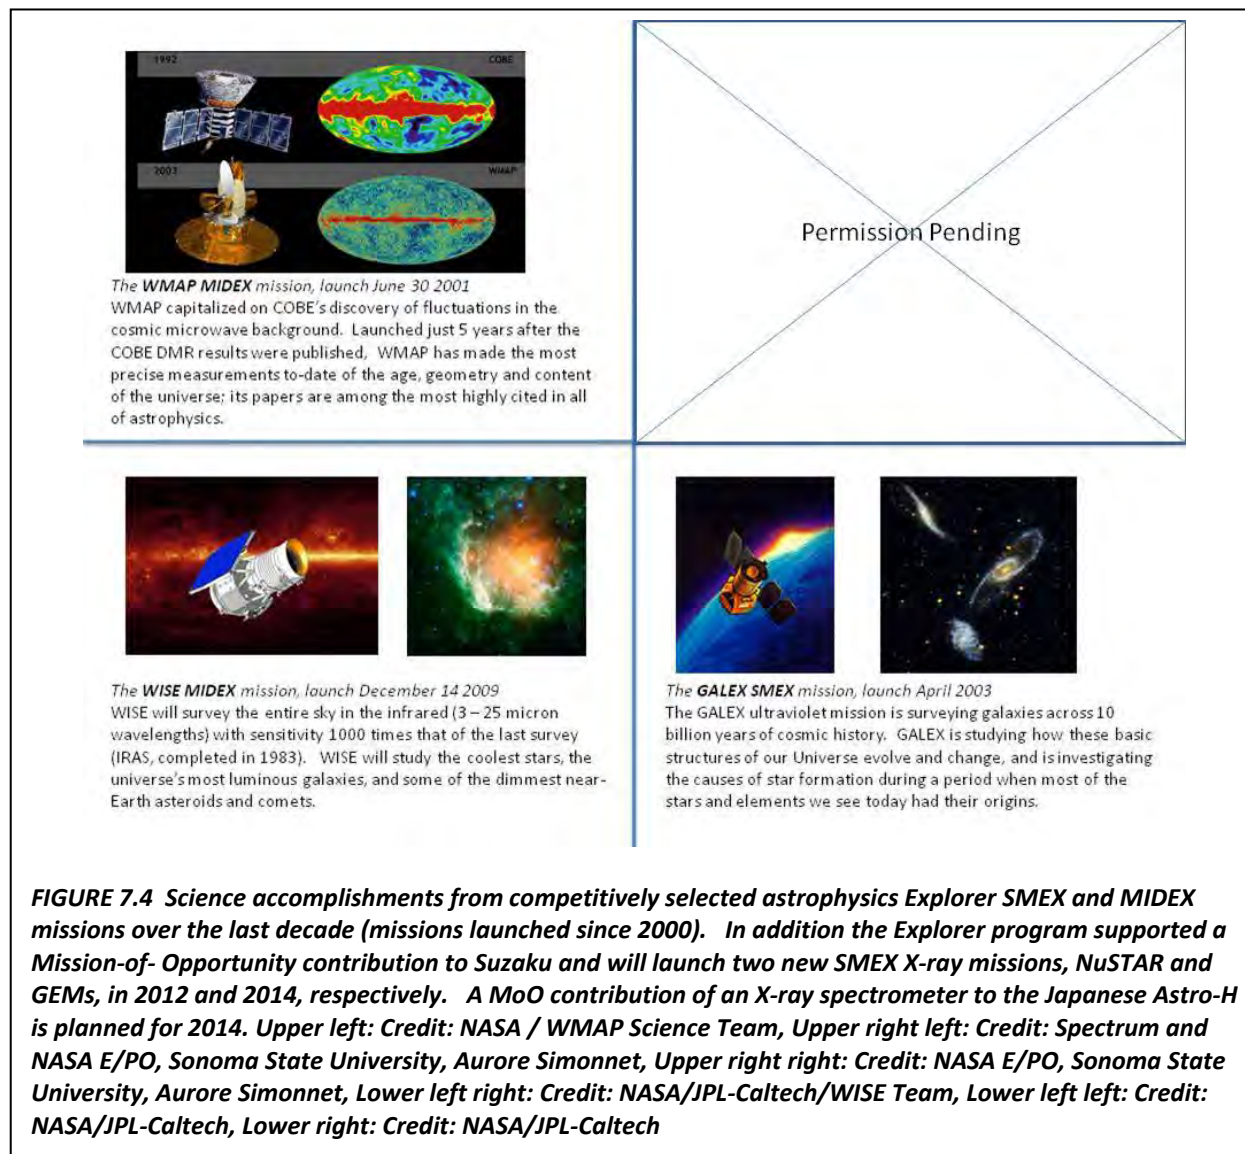 1992 COBE
2003 WMAP
The WMAP MIDEX mission, launch June 30 2001
WMAP capitalized on COBE's discovery of fluctuations in the
cosmic microwave background. Launched just 5 years after the
COBE DMR results were published, WMAP has made the most
precise measurements to-date of the age, geometry and content
of the universe; its papers are among the most highly cited in all
of astrophysics.
Permission Pending
The WISE MIDEX mission, launch December 14 2009
WISE will survey the entire sky in the infrared (3 – 25 micron
wavelengths) with sensitivity 1000 times that of the last survey
(IRAS, completed in 1983). WISE will study the coolest stars, the
universe's most luminous galaxies, and some of the dimmest near-
Earth asteroids and comets.
The GALEX SMEX mission, launch April 2003
The GALEX ultraviolet mission is surveying galaxies across 10
billion years of cosmic history. GALEX is studying how these basic
structures of our Universe evolve and change, and is investigating
the causes of star formation during a period when most of the
stars and elements we see today had their origins.
FIGURE 7.4 Science accomplishments from competitively selected astrophysics Explorer SMEX and MIDEX
missions over the last decade (missions launched since 2000). In addition the Explorer program supported a
Mission-of- Opportunity contribution to Suzaku and will launch two new SMEX X-ray missions, NuSTAR and
GEMs, in 2012 and 2014, respectively. A MoO contribution of an X-ray spectrometer to the Japanese Astro-H
is planned for 2014. Upper left: Credit: NASA / WMAP Science Team, Upper right left: Credit: Spectrum and
NASA E/PO, Sonoma State University, Aurore Simonnet, Upper right right: Credit: NASA E/PO, Sonoma State
University, Aurore Simonnet, Lower left right: Credit: NASA/JPL-Caltech/WISE Team, Lower left left: Credit:
NASA/JPL-Caltech, Lower right: Credit: NASA/JPL-Caltech